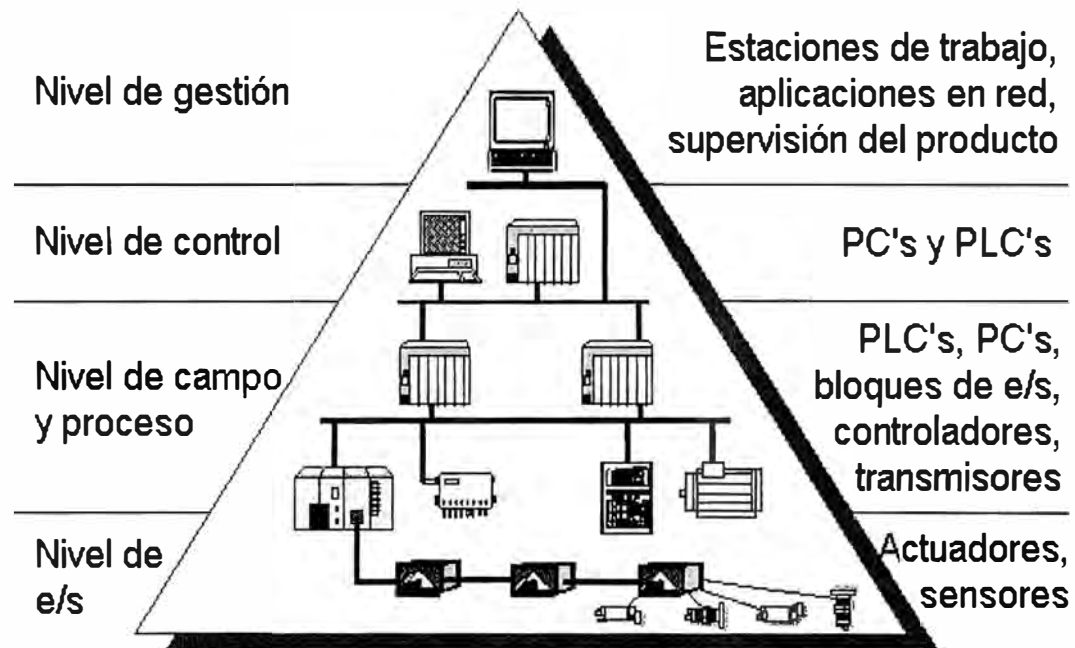 Nivel de gestión
Estaciones de trabajo,
aplicaciones en red,
supervisión del producto
Nivel de control
PC's y PLC's
Nivel de campo
y proceso
PLC's, PC's,
bloques de e/s,
controladores,
transmisores
Nivel de
e/s
Actuadores,
sensores